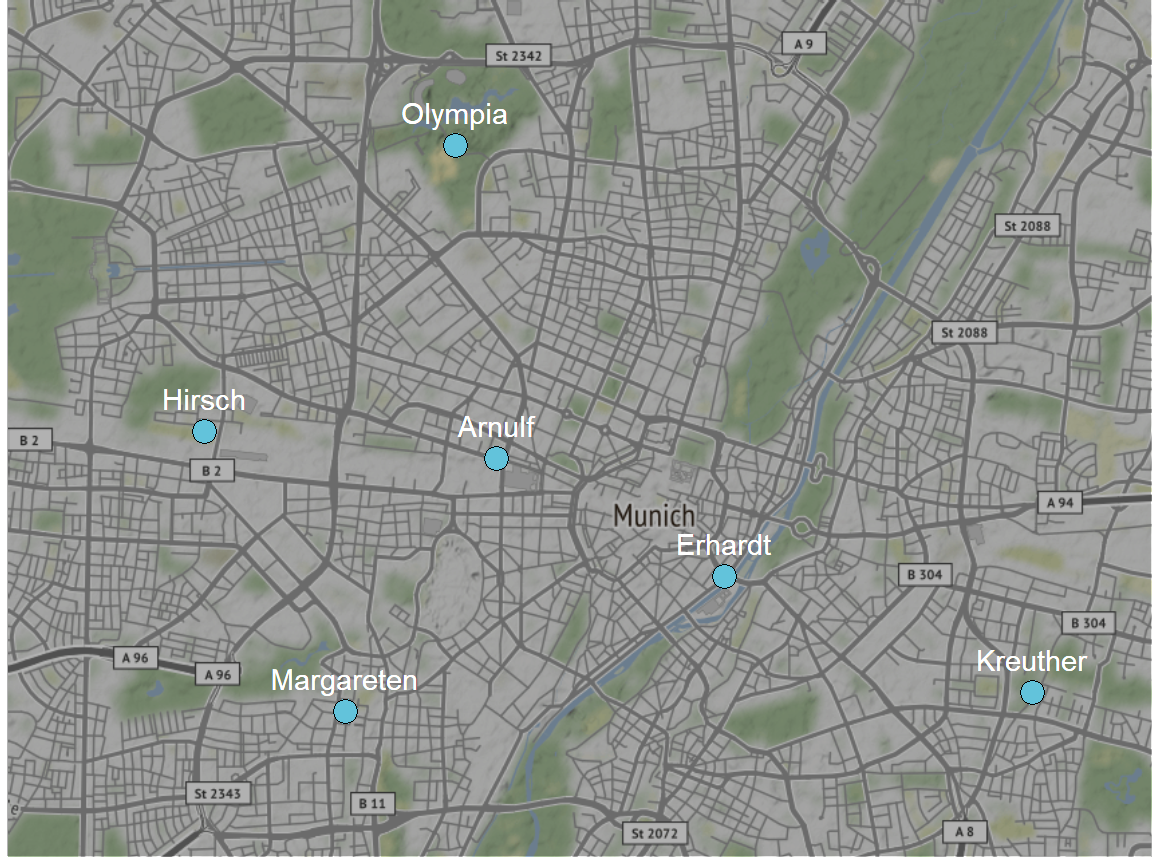 A 9
St 2342
Olympia
St 2088
St 2088
Hirsch
Arnulf
B 2
B 2
A 94
Munich
Erhardt
B 304
B 304
A 96
A 96
Kreuther
Margareten
St 2343
B 11
St 2072
A 8
e